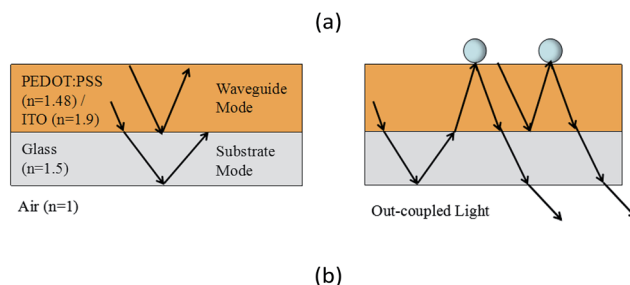 (a)
PEDOT:PSS
(n=1.48) /
ITO (n=1.9)
Waveguide
Mode
Glass
(n=1.5)
Substrate
Mode
Air (n=1)
Out-coupled Light
(b)